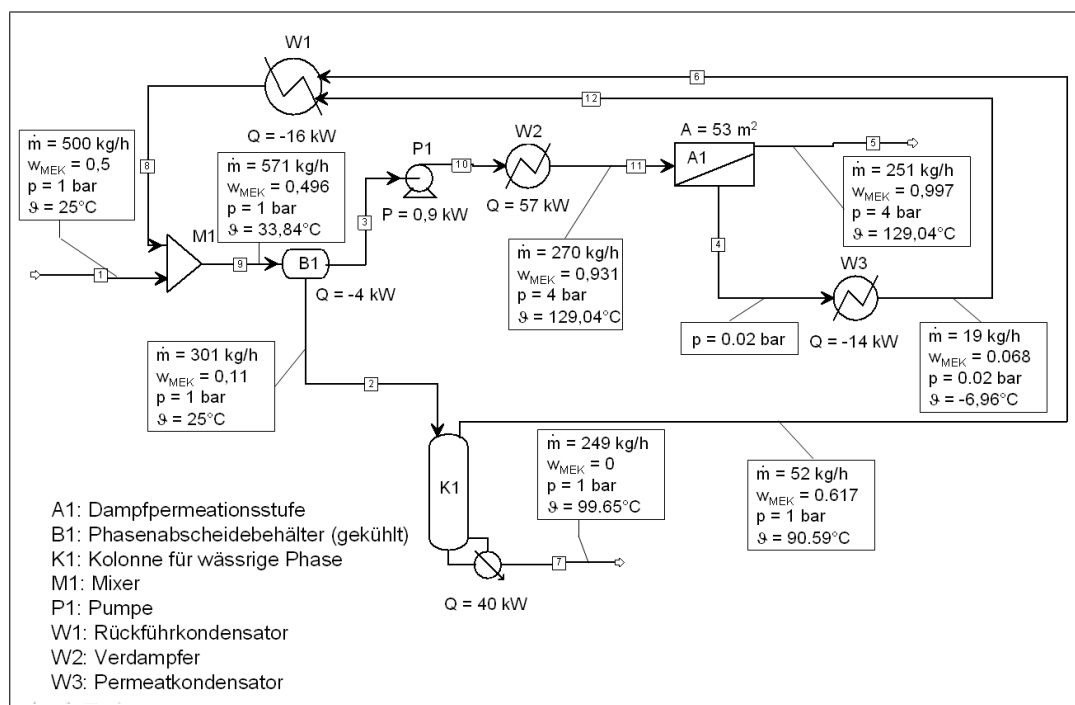 W1
6
12
Q = -16 kW
ṁ = 500 kg/h
w_MEK = 0,5
p = 1 bar
ϑ = 25°C
8
ṁ = 571 kg/h
w_MEK = 0,496
p = 1 bar
ϑ = 33,84°C
P1
10
P = 0,9 kW
W2
11
Q = 57 kW
A = 53 m²
A1
5
ṁ = 251 kg/h
w_MEK = 0,997
p = 4 bar
ϑ = 129,04°C
3
4
ṁ = 270 kg/h
w_MEK = 0,931
p = 4 bar
ϑ = 129,04°C
M1
1
9
B1
Q = -4 kW
W3
Q = -14 kW
p = 0.02 bar
ṁ = 19 kg/h
w_MEK = 0.068
p = 0.02 bar
ϑ = -6,96°C
ṁ = 301 kg/h
w_MEK = 0,11
p = 1 bar
ϑ = 25°C
2
K1
ṁ = 249 kg/h
w_MEK = 0
p = 1 bar
ϑ = 99.65°C
ṁ = 52 kg/h
w_MEK = 0.617
p = 1 bar
ϑ = 90.59°C
7
Q = 40 kW
A1: Dampfpermeationsstufe
B1: Phasenabscheidebehälter (gekühlt)
K1: Kolonne für wässrige Phase
M1: Mixer
P1: Pumpe
W1: Rückführkondensator
W2: Verdampfer
W3: Permeatkondensator